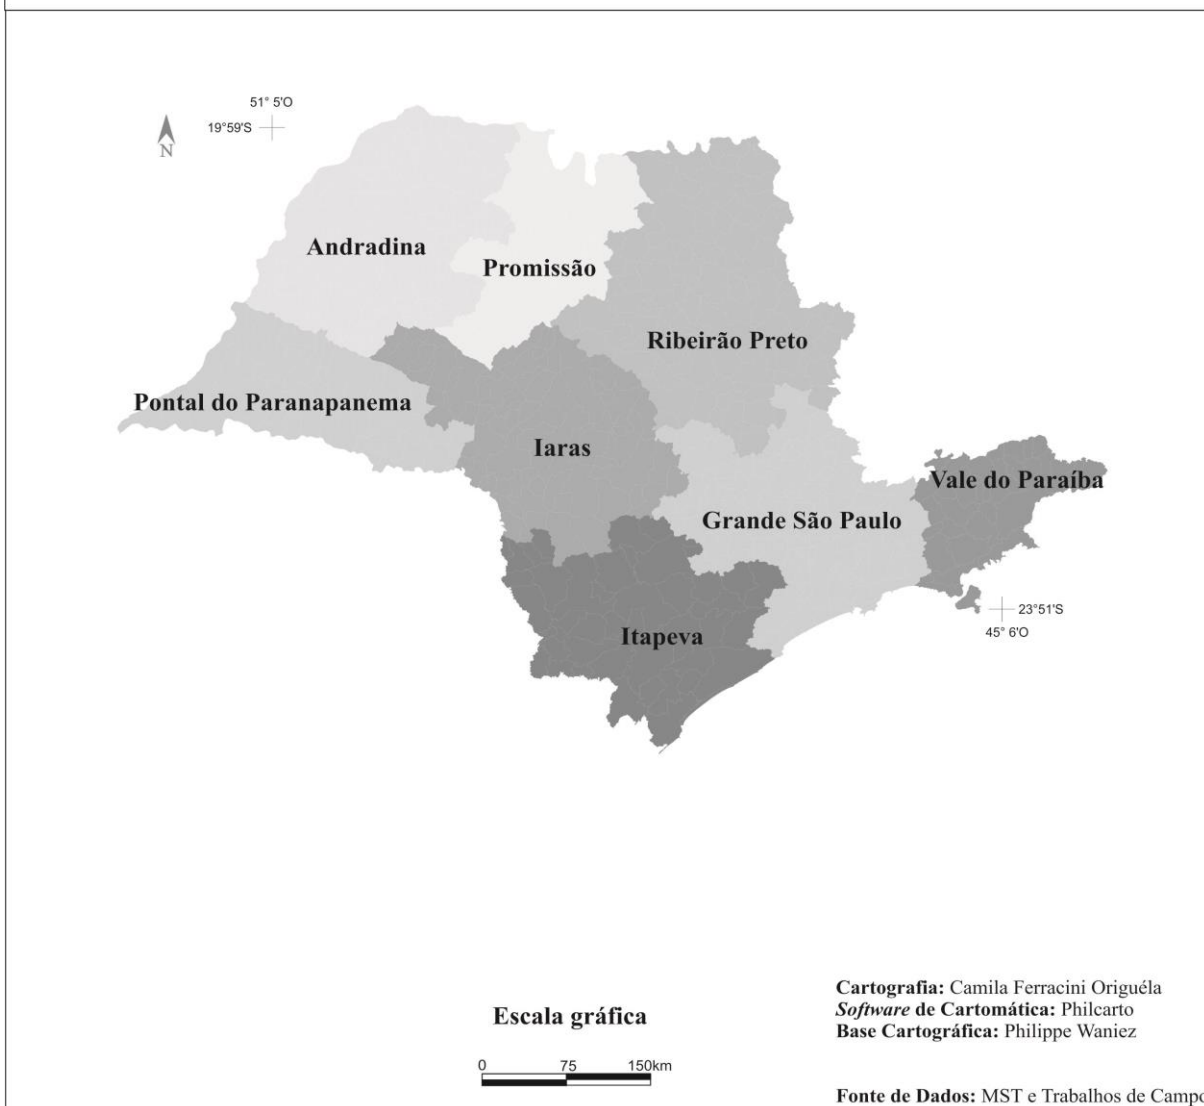 51° 5'O
19°59'S
N
Andradina
Promissão
Ribeirão Preto
Pontal do Paranapanema
Iaras
Vale do Paraíba
Grande São Paulo
23°51'S
45° 6'O
Itapeva
Escala gráfica
0 75 150km
Cartografia: Camila Ferracini Origuéla
Software de Cartomática: Philcarto
Base Cartográfica: Philippe Waniez
Fonte de Dados: MST e Trabalhos de Campo